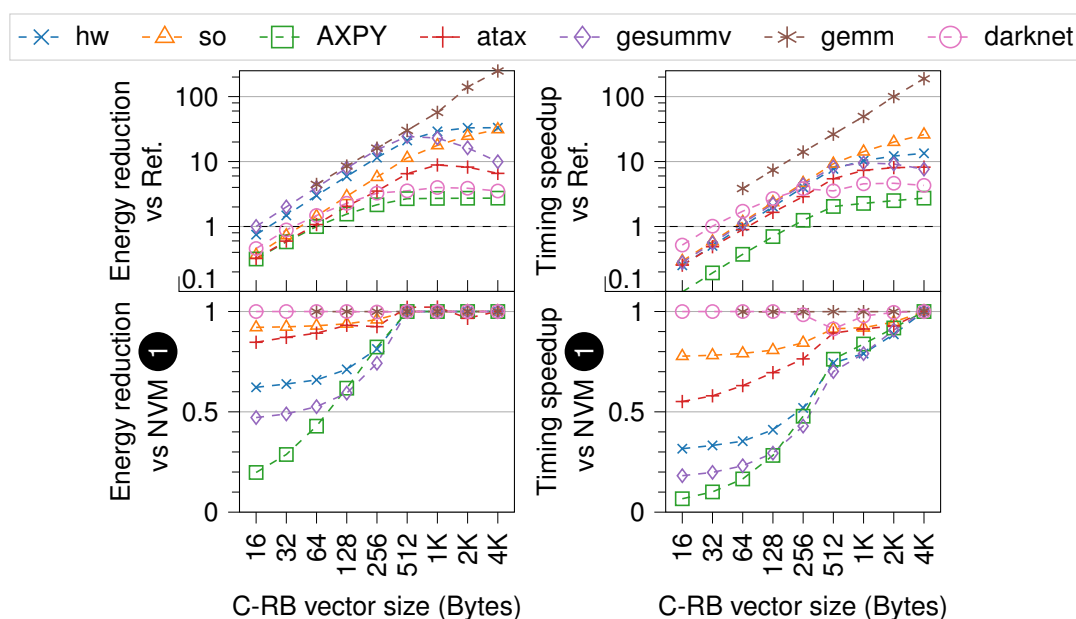 hw so AXPY atax gesummv gemm darknet
Energy reduction
vs Ref.
100
10
1
0.1
Timing speedup
vs Ref.
100
10
1
0.1
Energy reduction
vs NVM 1
1
0.5
0
16 32 64 128 256 512 1K 2K 4K
C-RB vector size (Bytes)
Timing speedup
vs NVM 1
1
0.5
0
16 32 64 128 256 512 1K 2K 4K
C-RB vector size (Bytes)